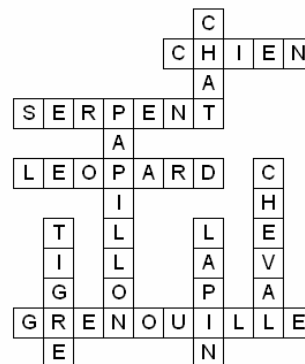 CHAT
CHIEN
SERPENT
PAPILLON
LEOPARD
CHEVAL
TIGRE
LAPIN
GRENOUILLE